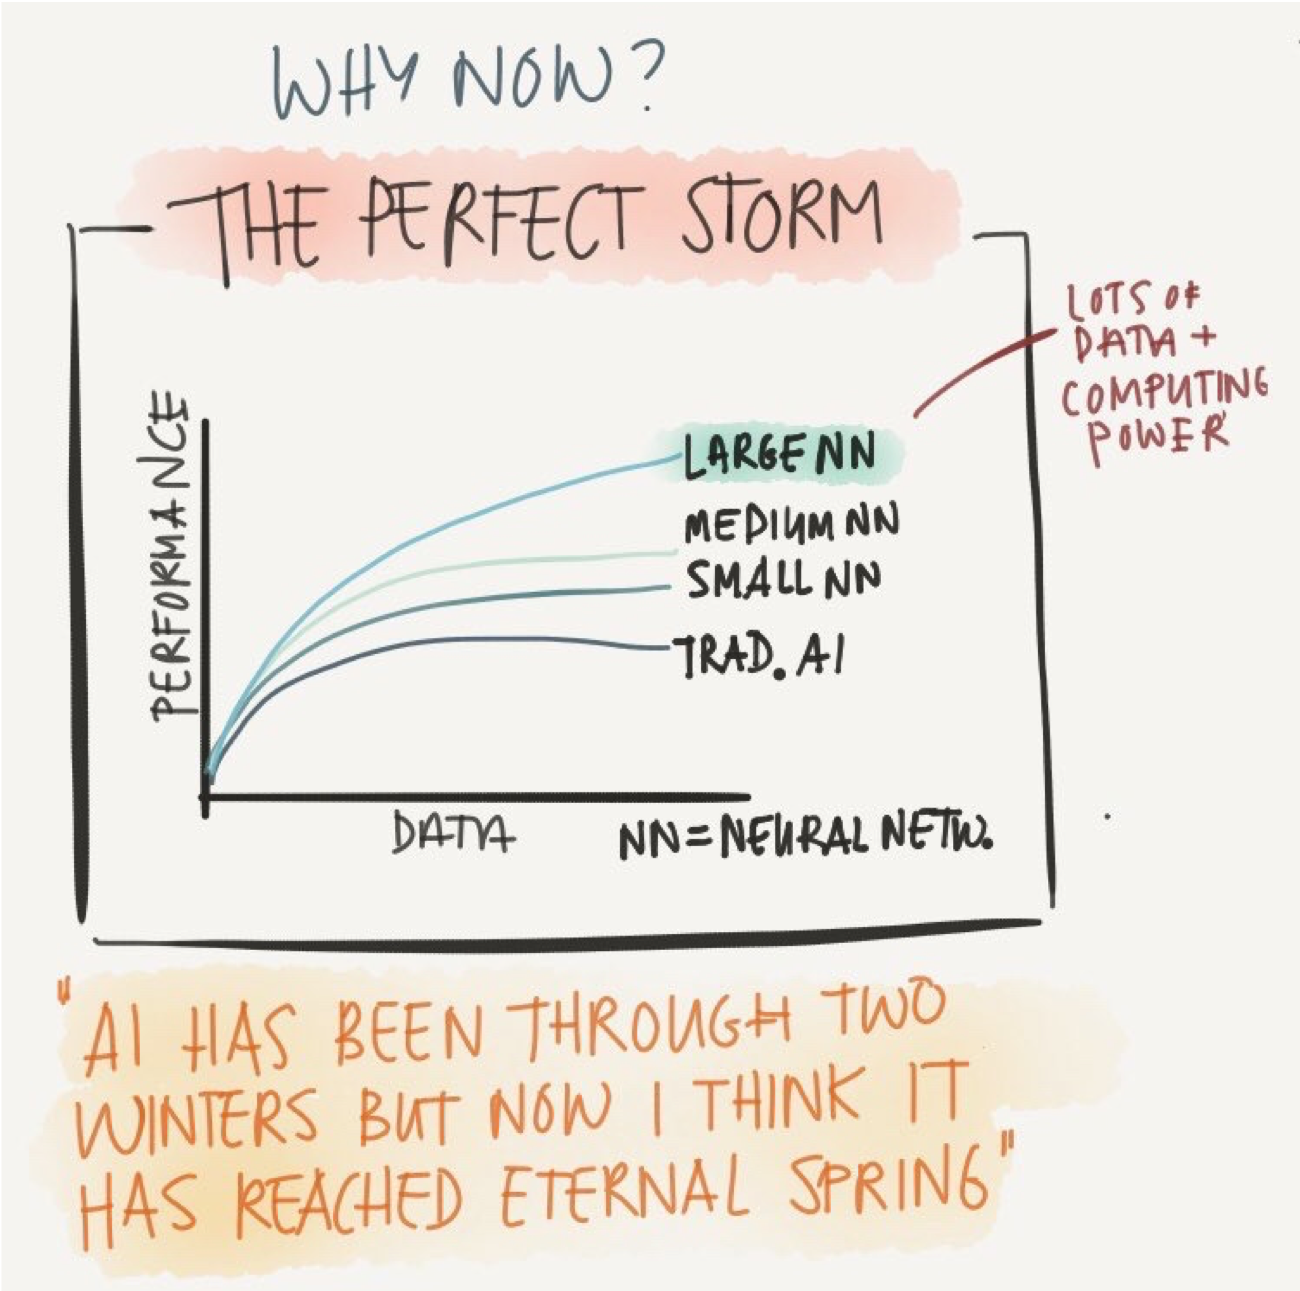 WHY NOW?
THE PERFECT STORM
LOTS OF
DATA +
COMPUTING
POWER
PERFORMANCE
LARGE NN
MEDIUM NN
SMALL NN
TRAD. AI
DATA
NN = NEURAL NETW.
"AI HAS BEEN THROUGH TWO
WINTERS BUT NOW I THINK IT
HAS REACHED ETERNAL SPRING"